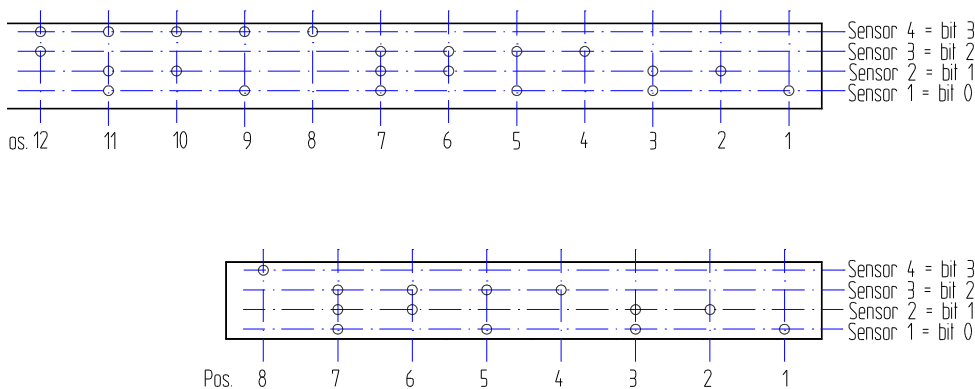 Sensor 4 = bit 3
Sensor 3 = bit 2
Sensor 2 = bit 1
Sensor 1 = bit 0
os. 12 11 10 9 8 7 6 5 4 3 2 1
Sensor 4 = bit 3
Sensor 3 = bit 2
Sensor 2 = bit 1
Sensor 1 = bit 0
Pos. 8 7 6 5 4 3 2 1